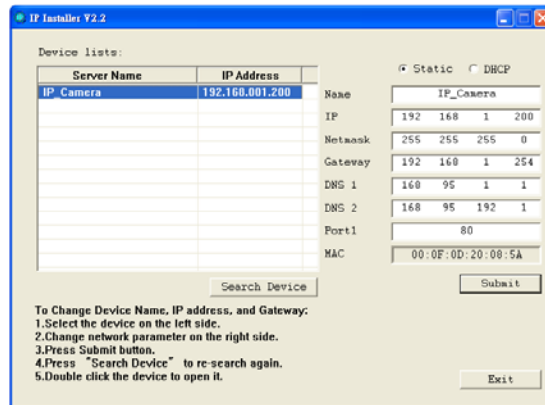 IP Installer V2.2
Device lists:
Server Name IP Address
IP_Camera 192.168.001.200
Static DHCP
Name IP_Camera
IP 192 168 1 200
Netmask 255 255 255 0
Gateway 192 168 1 254
DNS 1 168 95 1 1
DNS 2 168 95 192 1
Port1 80
MAC 00:0F:0D:20:08:5A
Search Device
Submit
To Change Device Name, IP address, and Gateway:
1.Select the device on the left side.
2.Change network parameter on the right side.
3.Press Submit button.
4.Press "Search Device" to re-search again.
5.Double click the device to open it.
Exit